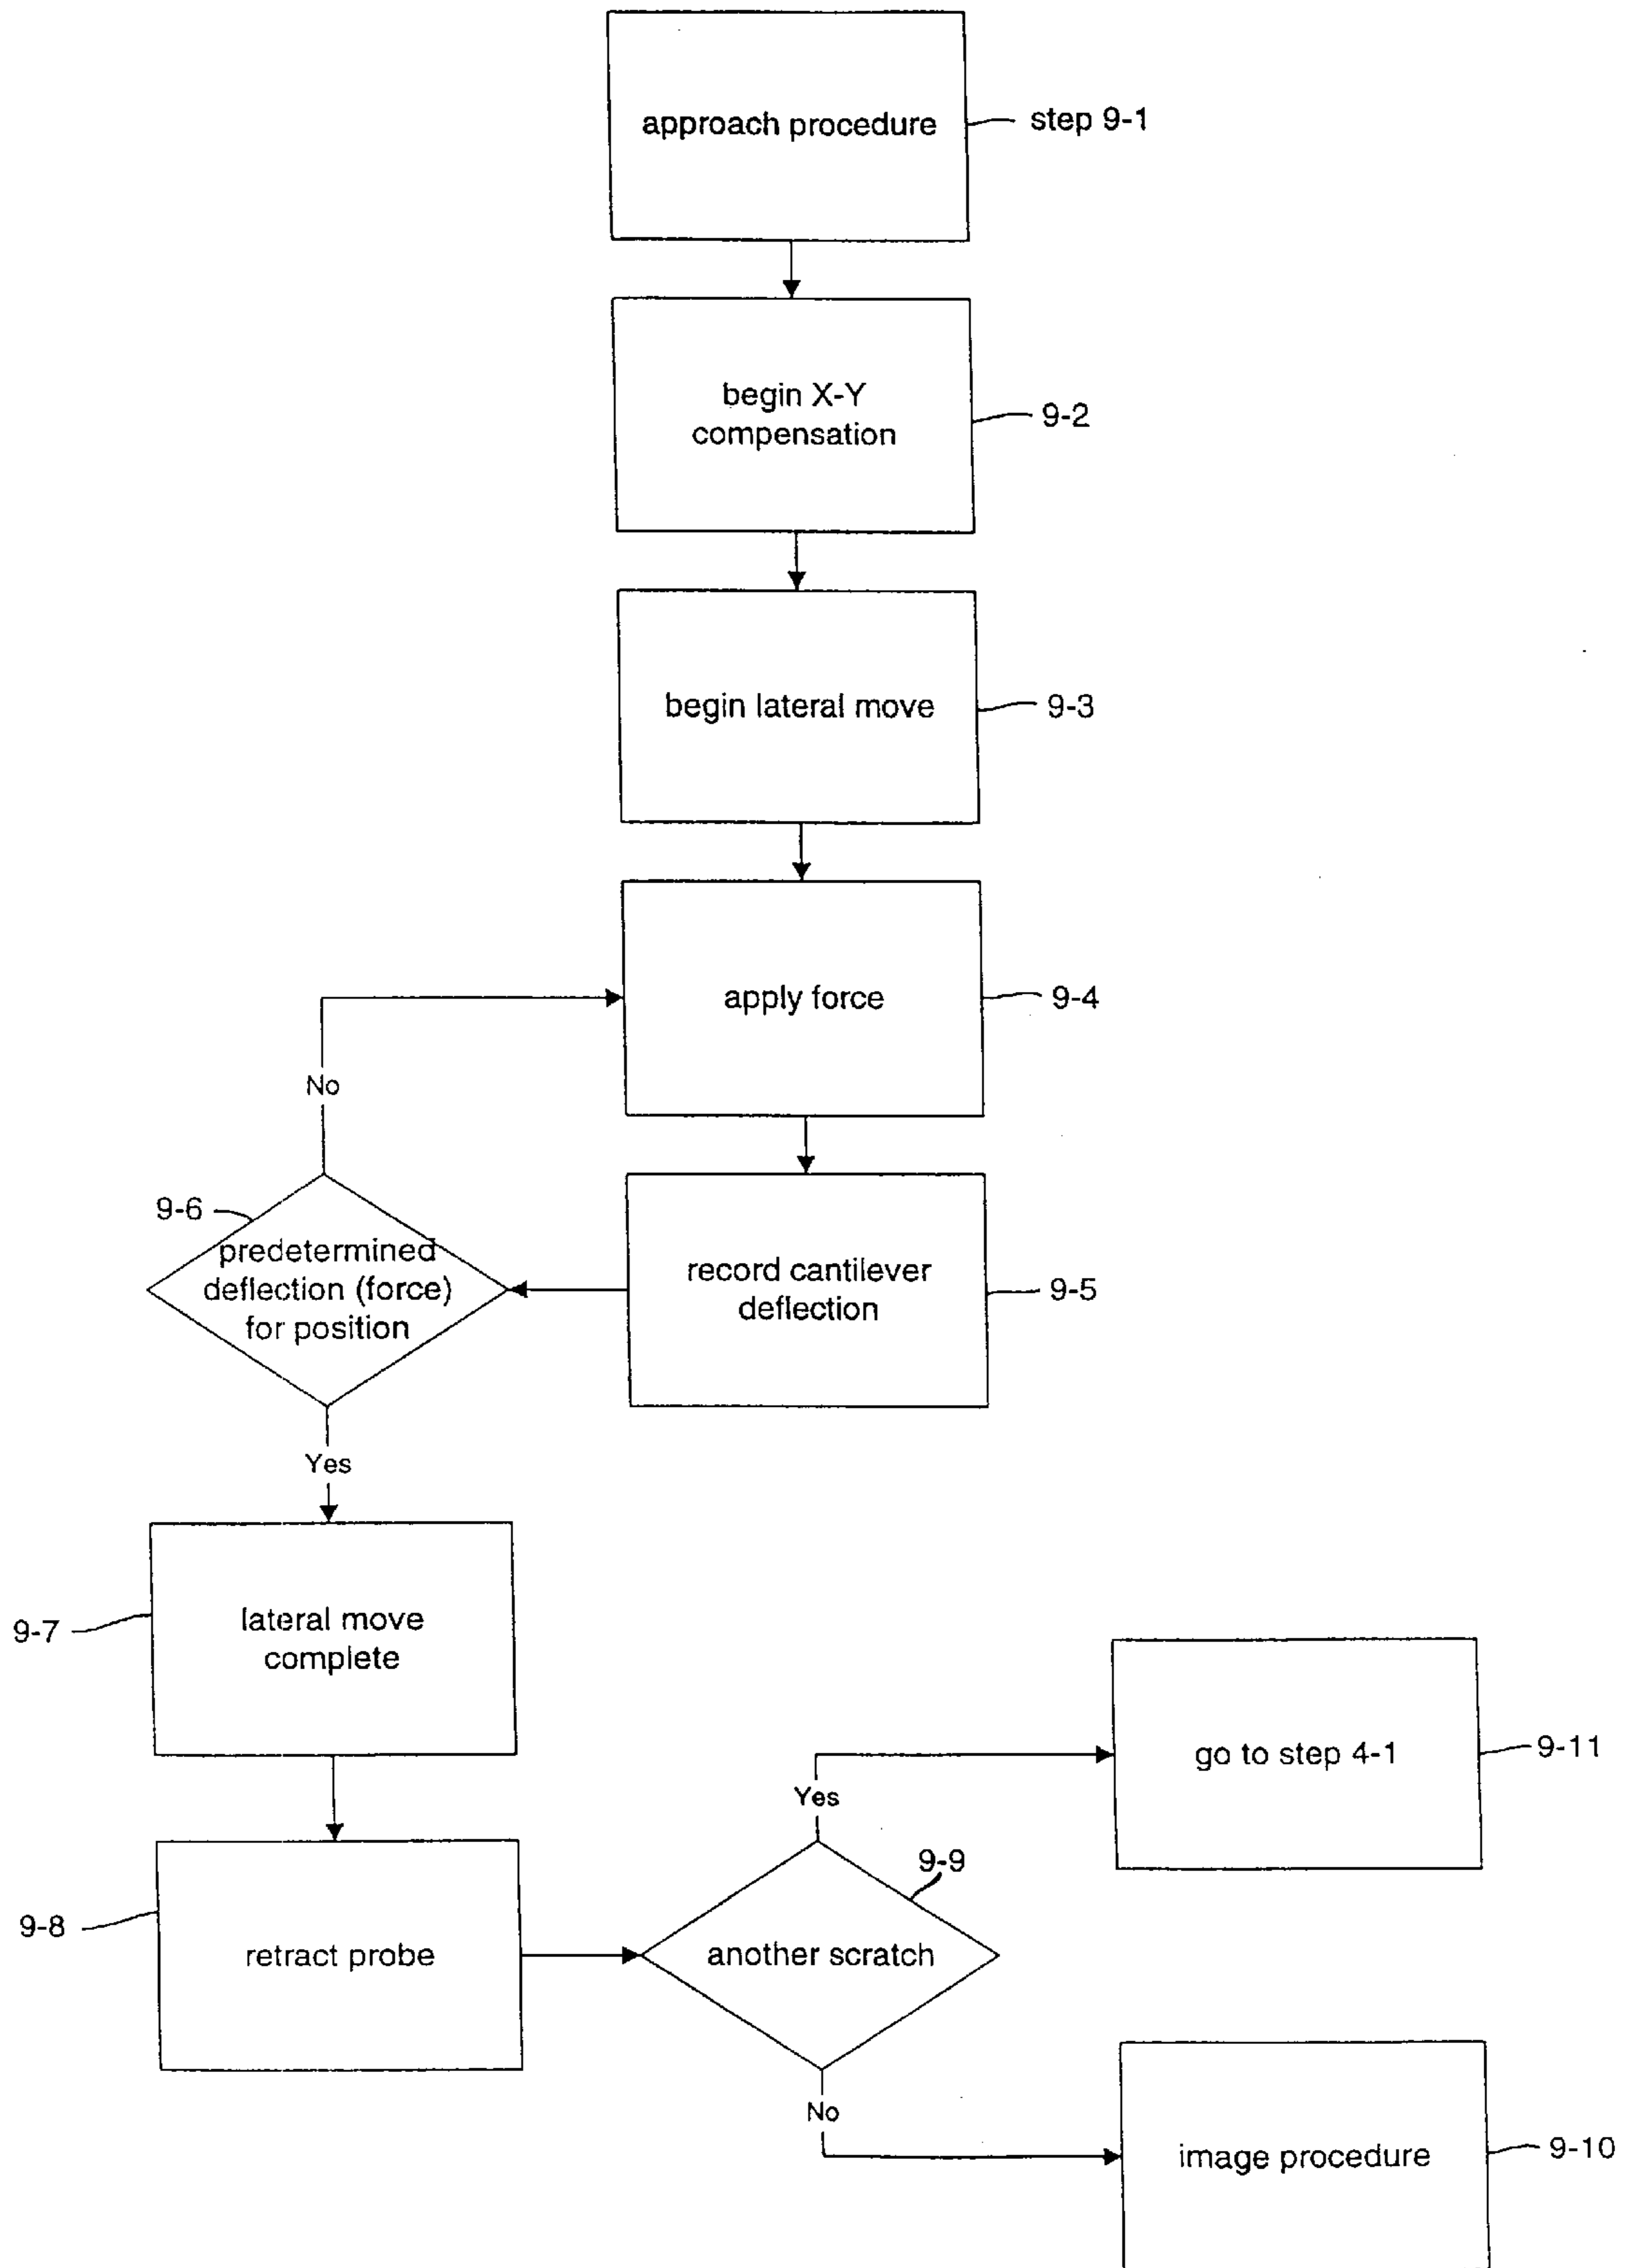 approach procedure
step 9-1
begin X-Y
compensation
9-2
begin lateral move
9-3
apply force
9-4
No
9-6
predetermined
deflection (force)
for position
record cantilever
deflection
9-5
Yes
lateral move
complete
9-7
go to step 4-1
9-11
Yes
9-9
9-8
retract probe
another scratch
No
image procedure
9-10